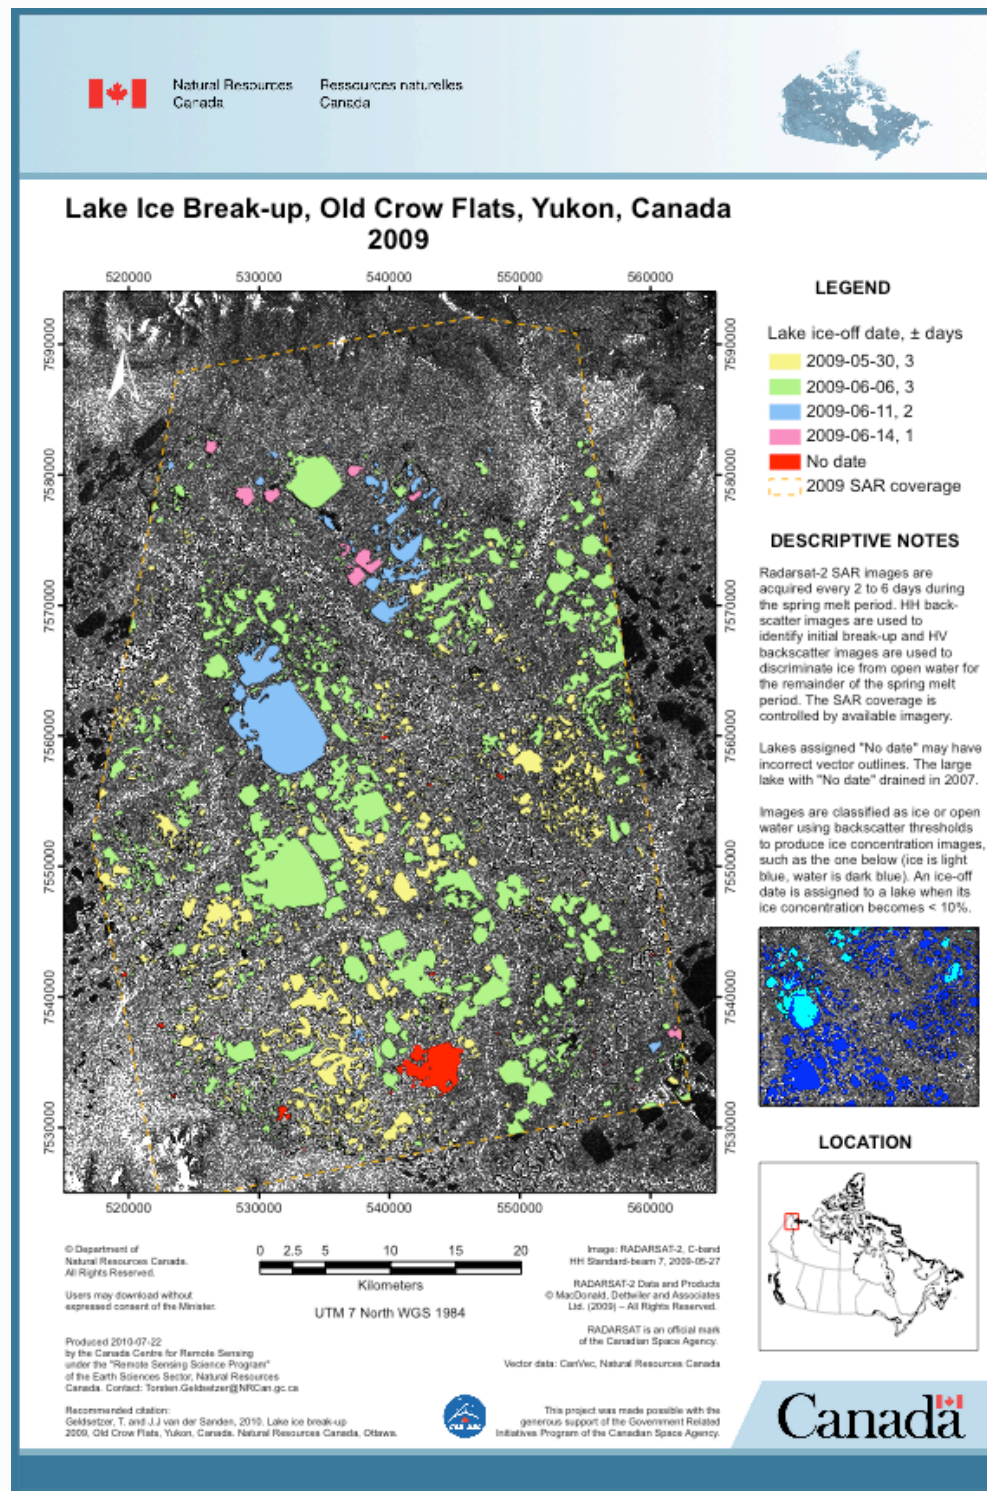 Natural Resources Canada
Ressources naturelles Canada
Lake Ice Break-up, Old Crow Flats, Yukon, Canada
2009
520000 530000 540000 550000 560000
7590000 7580000 7570000 7560000 7550000 7540000 7530000
7590000 7580000 7570000 7560000 7550000 7540000 7530000
520000 530000 540000 550000 560000
N
LEGEND
Lake ice-off date, ± days
2009-05-30, 3
2009-06-06, 3
2009-06-11, 2
2009-06-14, 1
No date
2009 SAR coverage
DESCRIPTIVE NOTES
Radarsat-2 SAR images are
acquired every 2 to 6 days during
the spring melt period. HH back-
scatter images are used to
identify initial break-up and HV
backscatter images are used to
discriminate ice from open water for
the remainder of the spring melt
period. The SAR coverage is
controlled by available imagery.
Lakes assigned "No date" may have
incorrect vector outlines. The large
lake with "No date" drained in 2007.
Images are classified as ice or open
water using backscatter thresholds
to produce ice concentration images,
such as the one below (ice is light
blue, water is dark blue). An ice-off
date is assigned to a lake when its
ice concentration becomes < 10%.
LOCATION
© Department of
Natural Resources Canada.
All Rights Reserved.
Users may download without
expressed consent of the Minister.
Produced 2010-07-22
by the Canada Centre for Remote Sensing
under the "Remote Sensing Science Program"
of the Earth Sciences Sector, Natural Resources
Canada. Contact: Torsten.Geldsetzer@NRCan.gc.ca
Recommended citation:
Geldsetzer, T. and J.J van der Sanden, 2010. Lake ice break-up
2009, Old Crow Flats, Yukon, Canada. Natural Resources Canada, Ottawa.
0 2.5 5 10 15 20
Kilometers
UTM 7 North WGS 1984
Image: RADARSAT-2, C-band
HH Standard-beam 7, 2009-05-27
RADARSAT-2 Data and Products
© MacDonald, Dettwiler and Associates
Ltd. (2009) – All Rights Reserved.
RADARSAT is an official mark
of the Canadian Space Agency.
Vector data: CanVec, Natural Resources Canada
This project was made possible with the
generous support of the Government Related
Initiatives Program of the Canadian Space Agency.
Canada